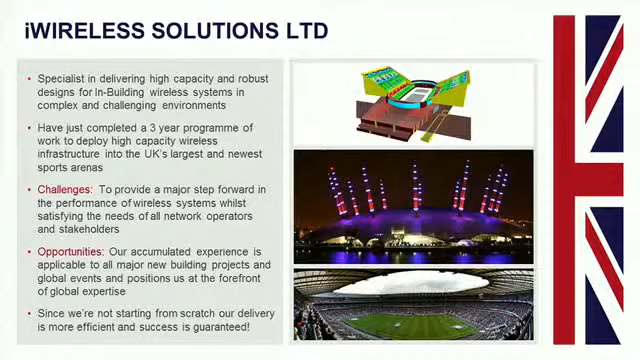 iWIRELESS SOLUTIONS LTD
• Specialist in delivering high capacity and robust
designs for In-Building wireless systems in
complex and challenging environments
• Have just completed a 3 year programme of
work to deploy high capacity wireless
infrastructure into the UK's largest and newest
sports arenas
• Challenges: To provide a major step forward in
the performance of wireless systems whilst
satisfying the needs of all network operators
and stakeholders
• Opportunities: Our accumulated experience is
applicable to all major new building projects and
global events and positions us at the forefront
of global expertise
• Since we're not starting from scratch our delivery
is more efficient and success is guaranteed!